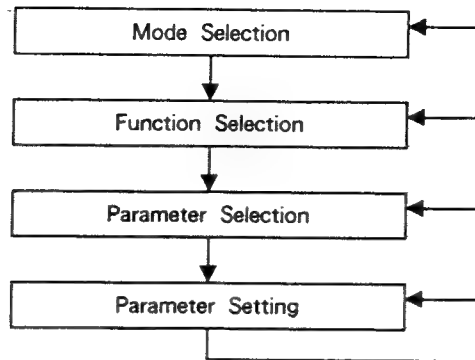 Mode Selection
Function Selection
Parameter Selection
Parameter Setting